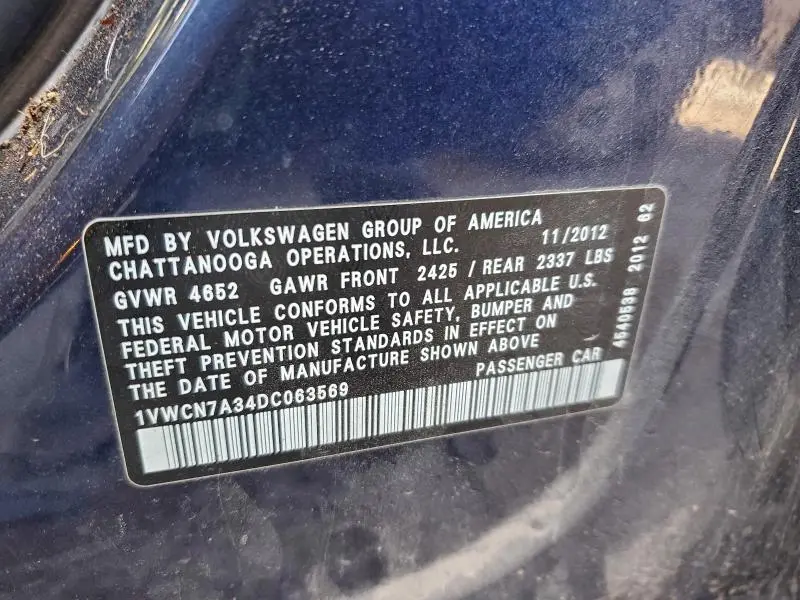 MFD BY VOLKSWAGEN GROUP OF AMERICA
CHATTANOOGA OPERATIONS, LLC. 11/2012
GVWR 4652 GAWR FRONT 2425 / REAR 2337 LBS
THIS VEHICLE CONFORMS TO ALL APPLICABLE U.S.
FEDERAL MOTOR VEHICLE SAFETY, BUMPER AND
THEFT PREVENTION STANDARDS IN EFFECT ON
THE DATE OF MANUFACTURE SHOWN ABOVE
1VWCN7A34DC063569 PASSENGER CAR
4540538 2012 62